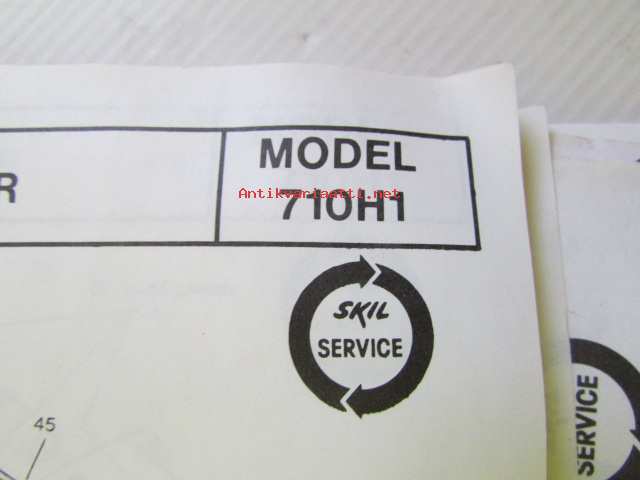 R
MODEL
Antikvariaatti.net
710H1
SKIL
SERVICE
SERVICE
45